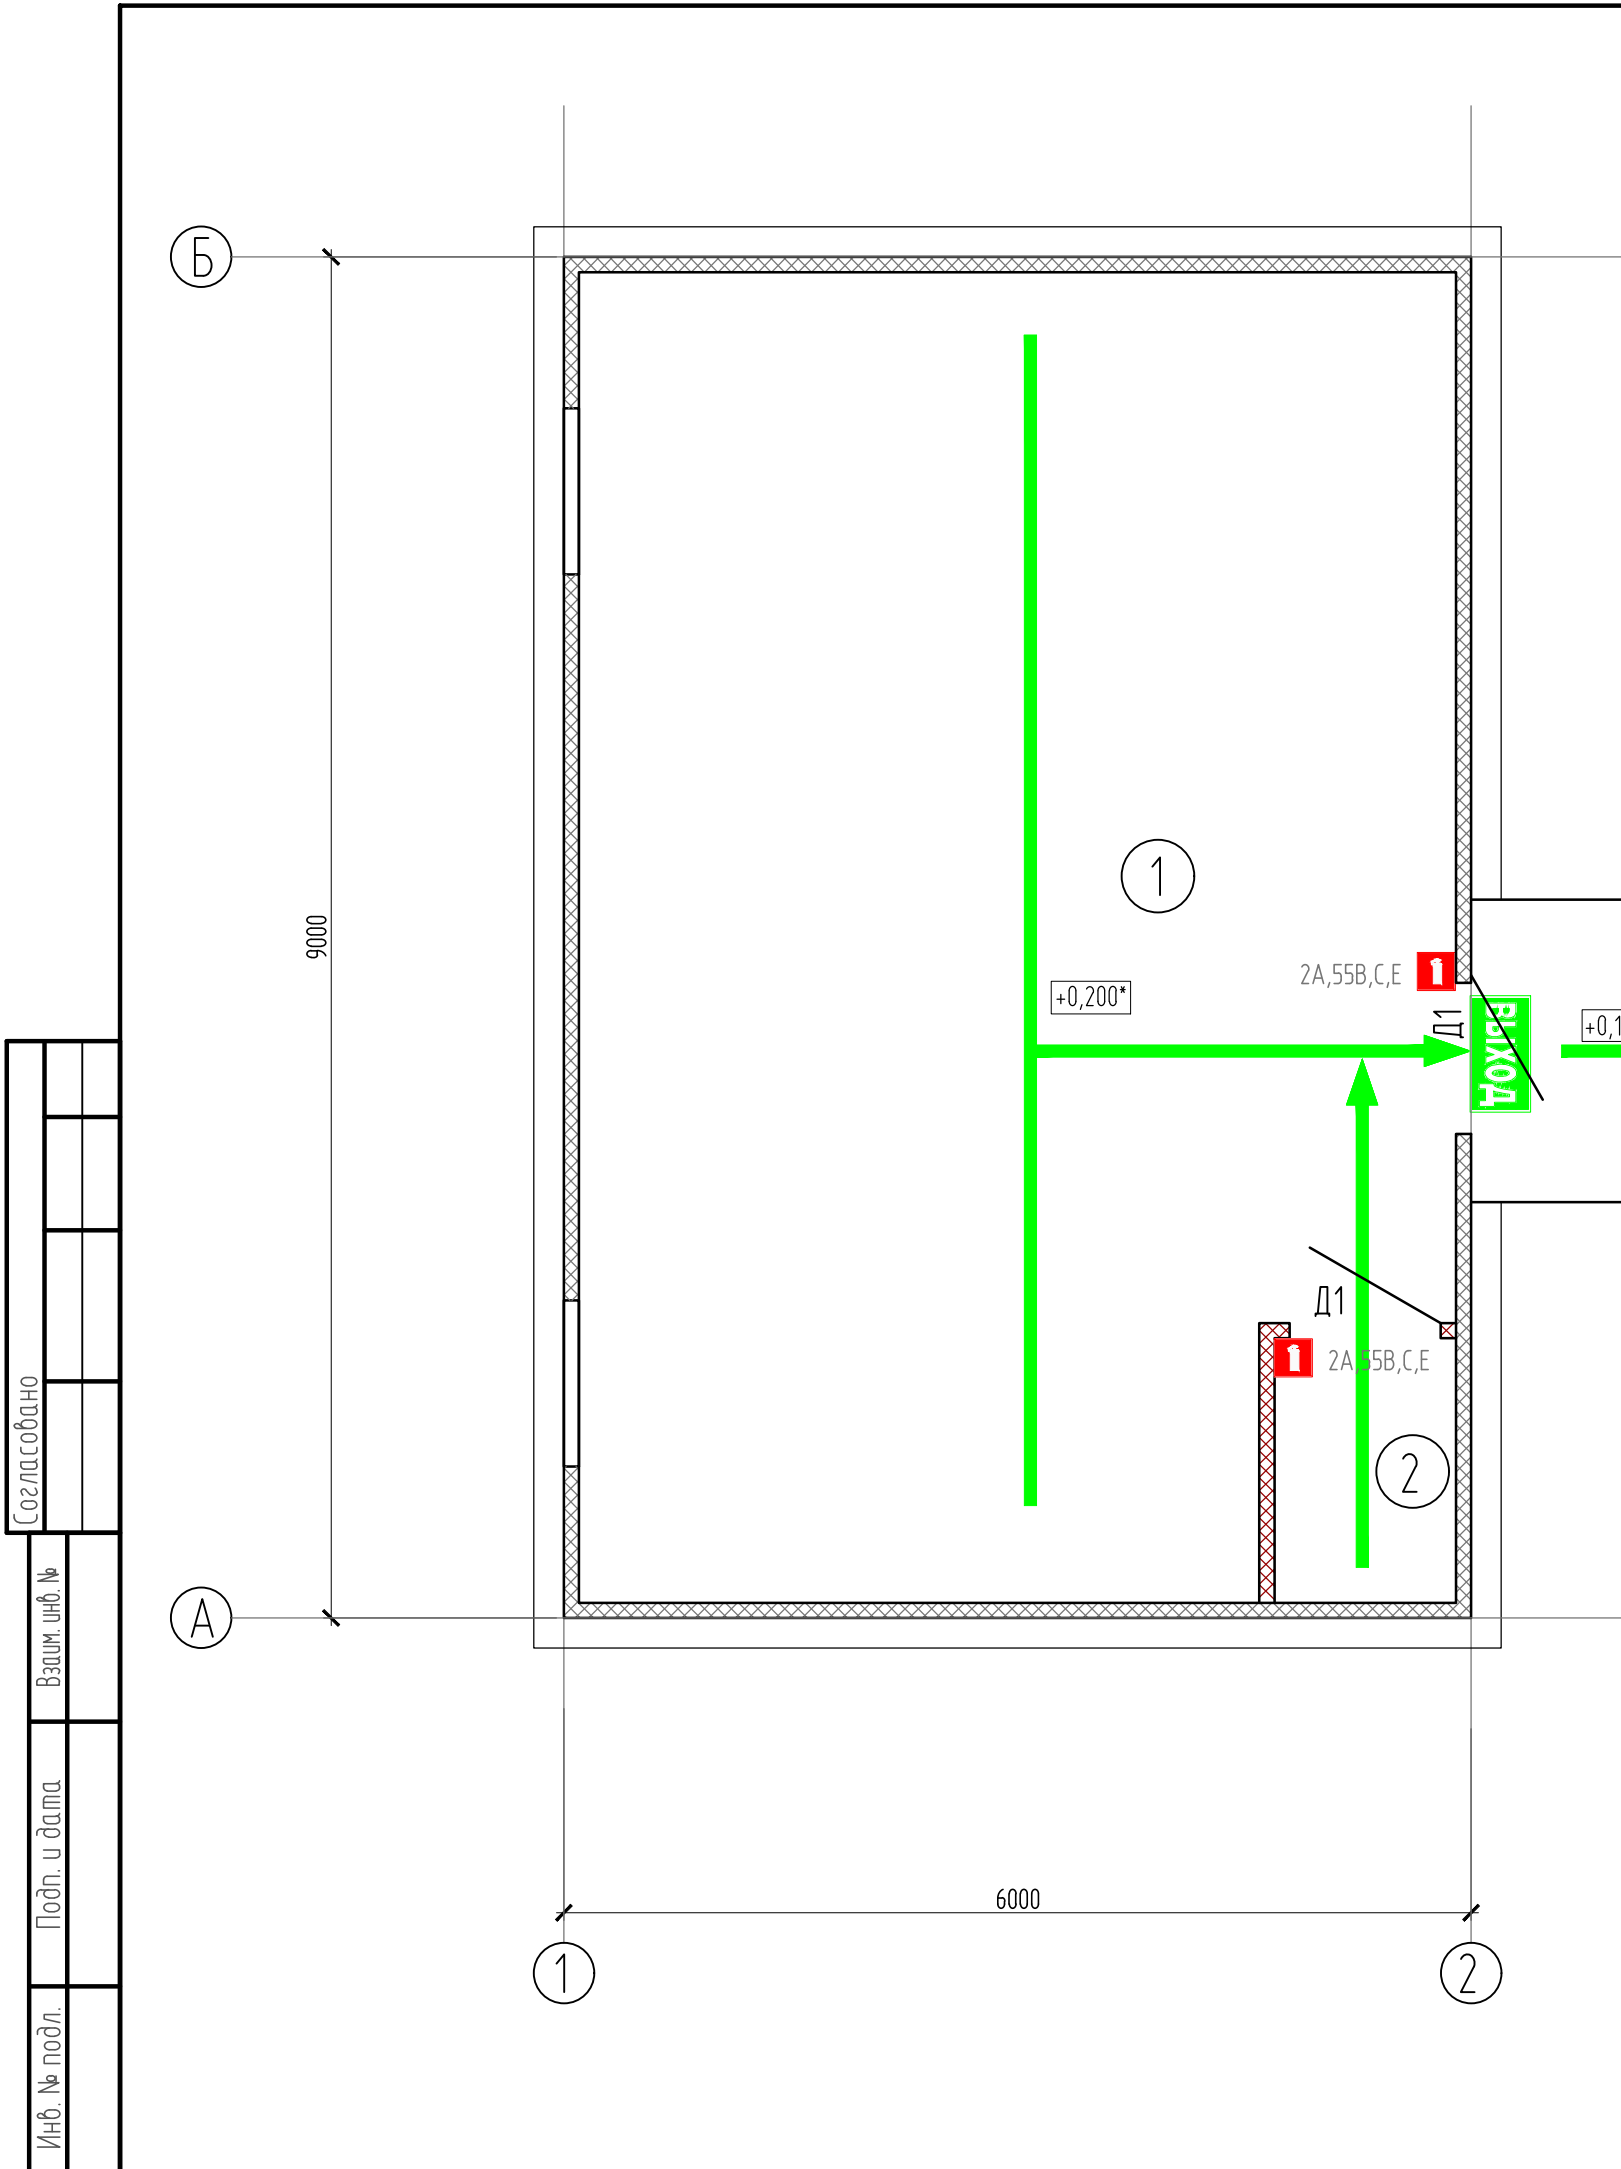 Б
9000
1
2А,55В,С,Е
+0,200*
Д1
ВЫХОД
+0,1
Д1
2А,55В,С,Е
2
А
6000
1
2
Согласовано
Взаим. инв. №
Подп. и дата
Инв. № подл.